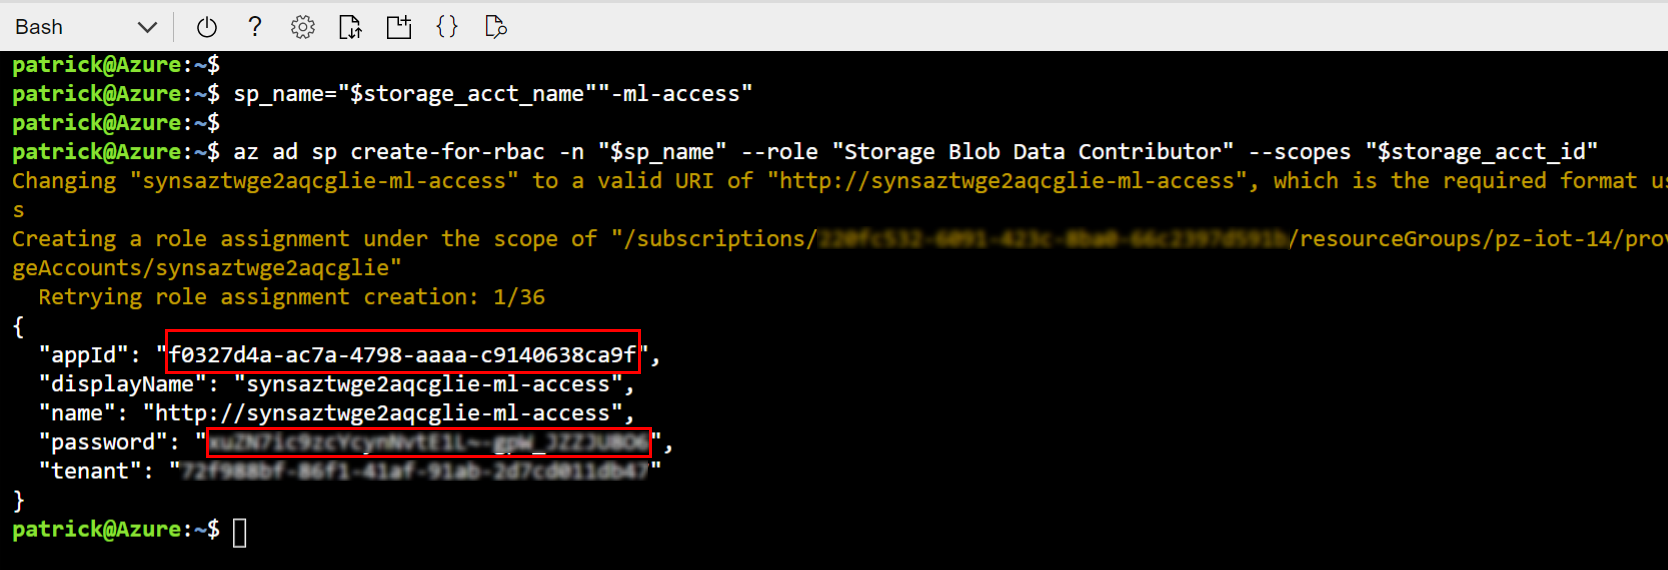 Bash
patrick@Azure:~$
patrick@Azure:~$ sp_name="$storage_acct_name""-ml-access"
patrick@Azure:~$
patrick@Azure:~$ az ad sp create-for-rbac -n "$sp_name" --role "Storage Blob Data Contributor" --scopes "$storage_acct_id"
Changing "synsaztwge2aqcglie-ml-access" to a valid URI of "http://synsaztwge2aqcglie-ml-access", which is the required format us
s
Creating a role assignment under the scope of "/subscriptions/ /resourceGroups/pz-iot-14/prov
geAccounts/synsaztwge2aqcglie"
Retrying role assignment creation: 1/36
{
"appId": "f0327d4a-ac7a-4798-aaaa-c9140638ca9f",
"displayName": "synsaztwge2aqcglie-ml-access",
"name": "http://synsaztwge2aqcglie-ml-access",
"password": "",
"tenant": ""
}
patrick@Azure:~$